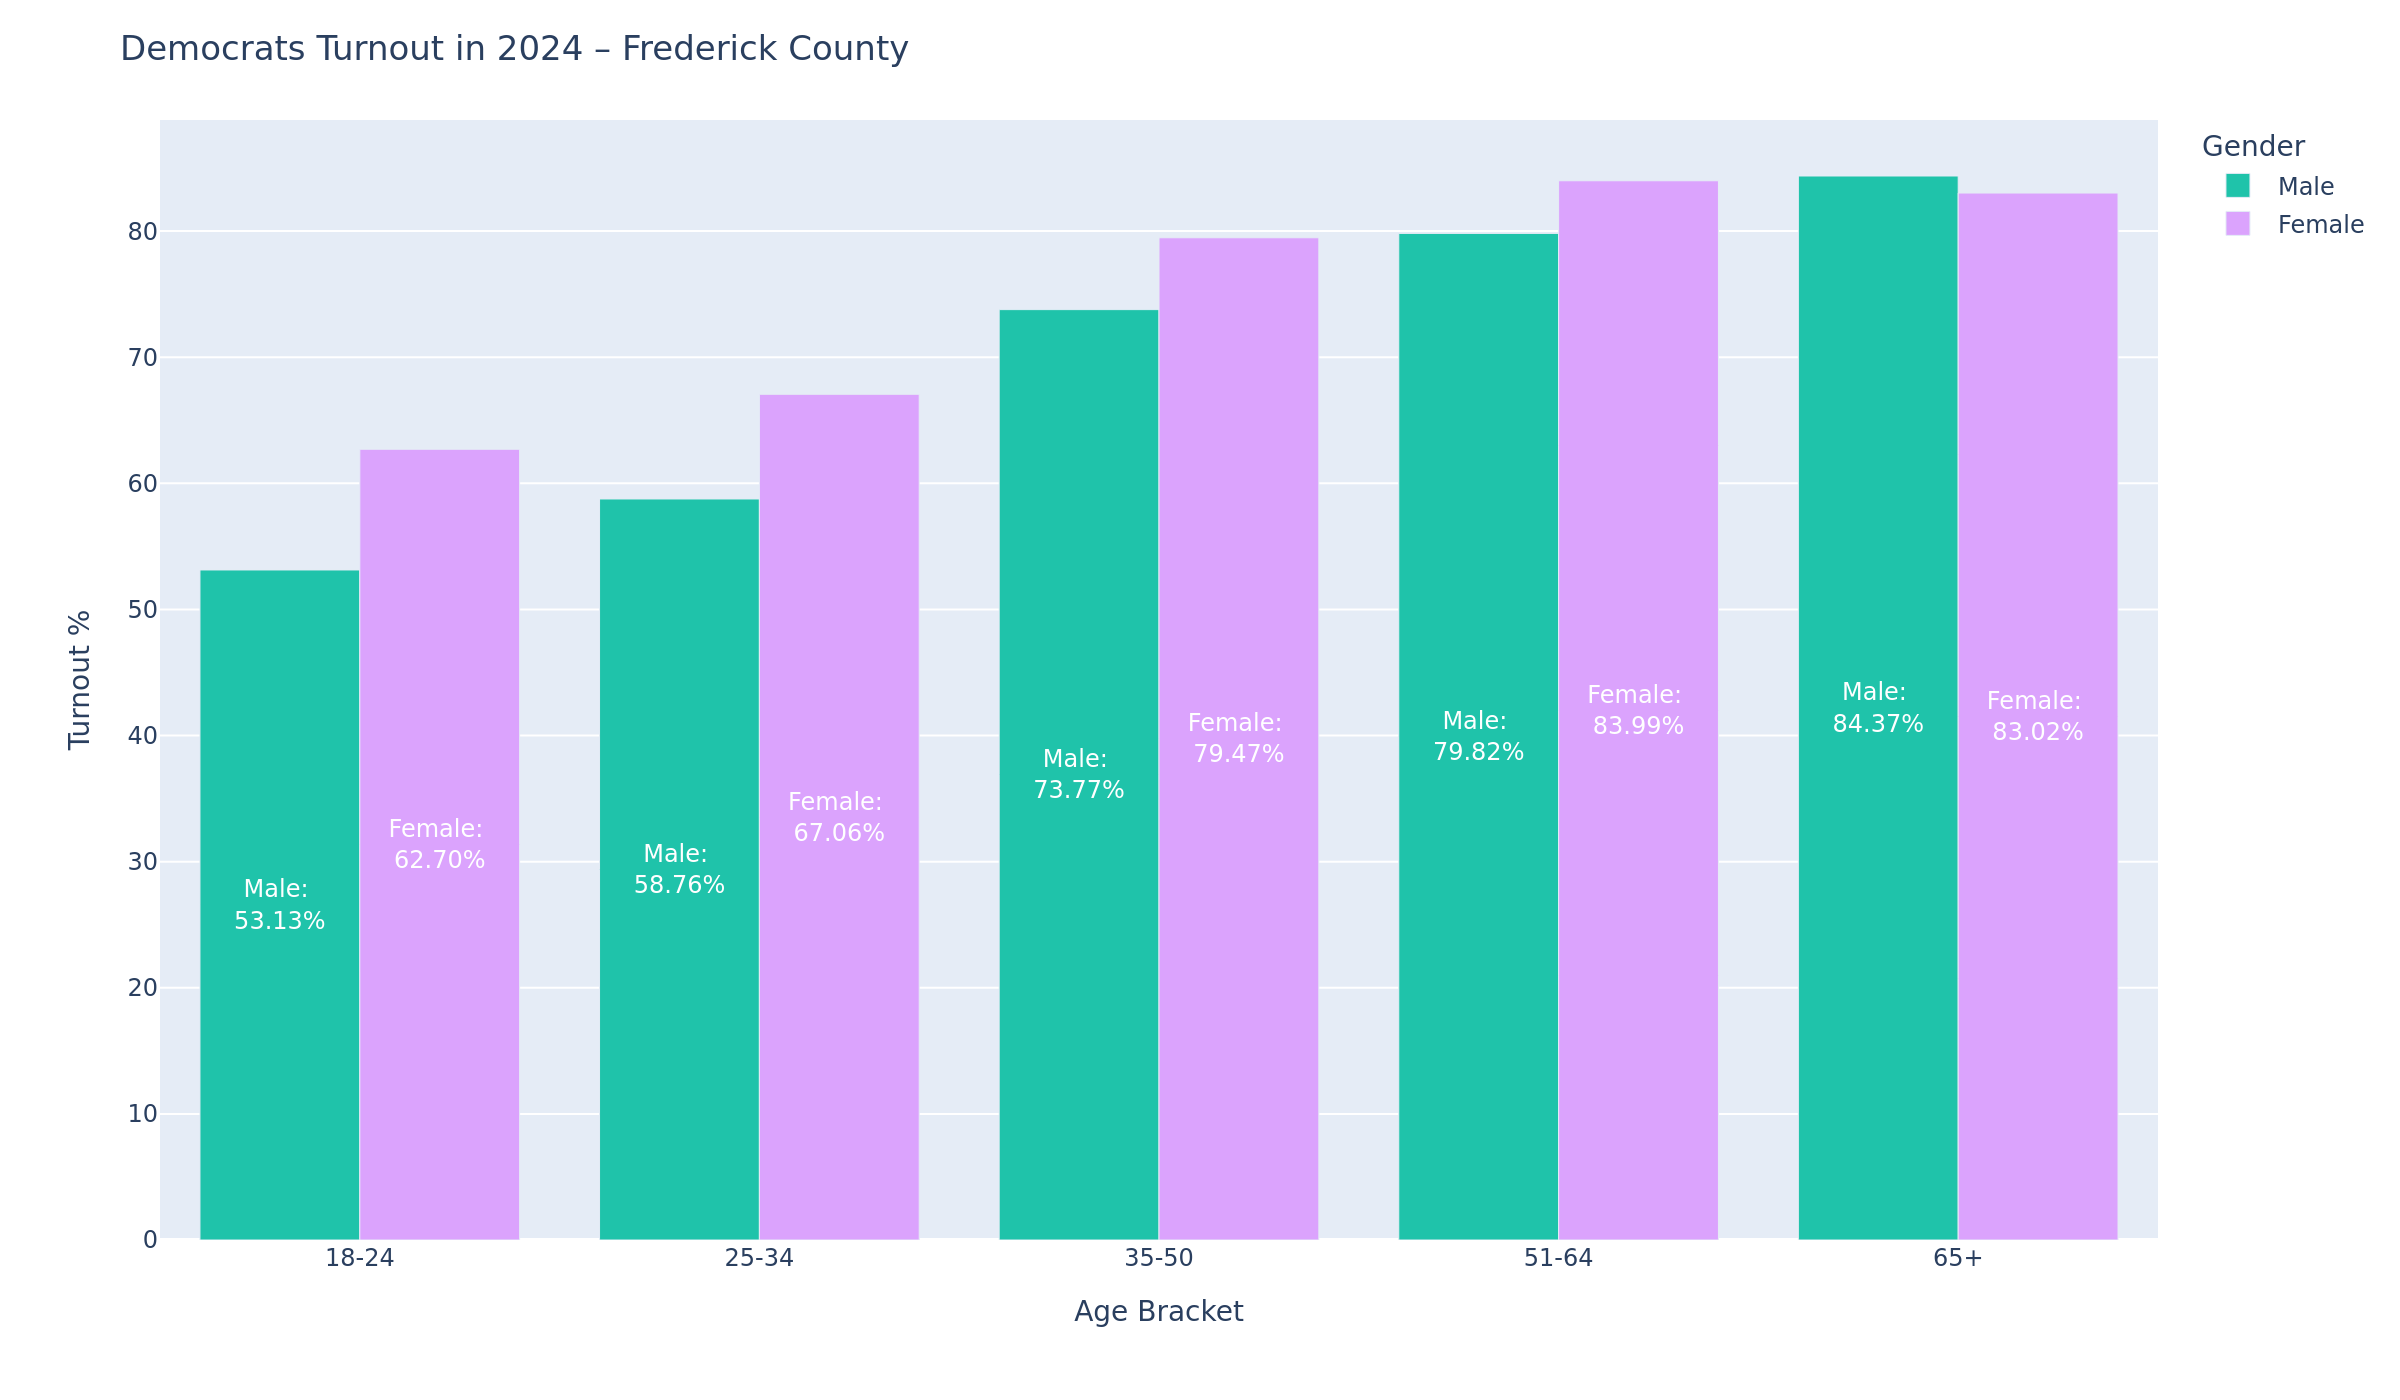 Democrats Turnout in 2024 – Frederick County
Gender
Male
Female
Turnout %
80
70
60
50
40
30
20
10
0
Male:
53.13%
Female:
62.70%
Male:
58.76%
Female:
67.06%
Male:
73.77%
Female:
79.47%
Male:
79.82%
Female:
83.99%
Male:
84.37%
Female:
83.02%
18-24
25-34
35-50
51-64
65+
Age Bracket